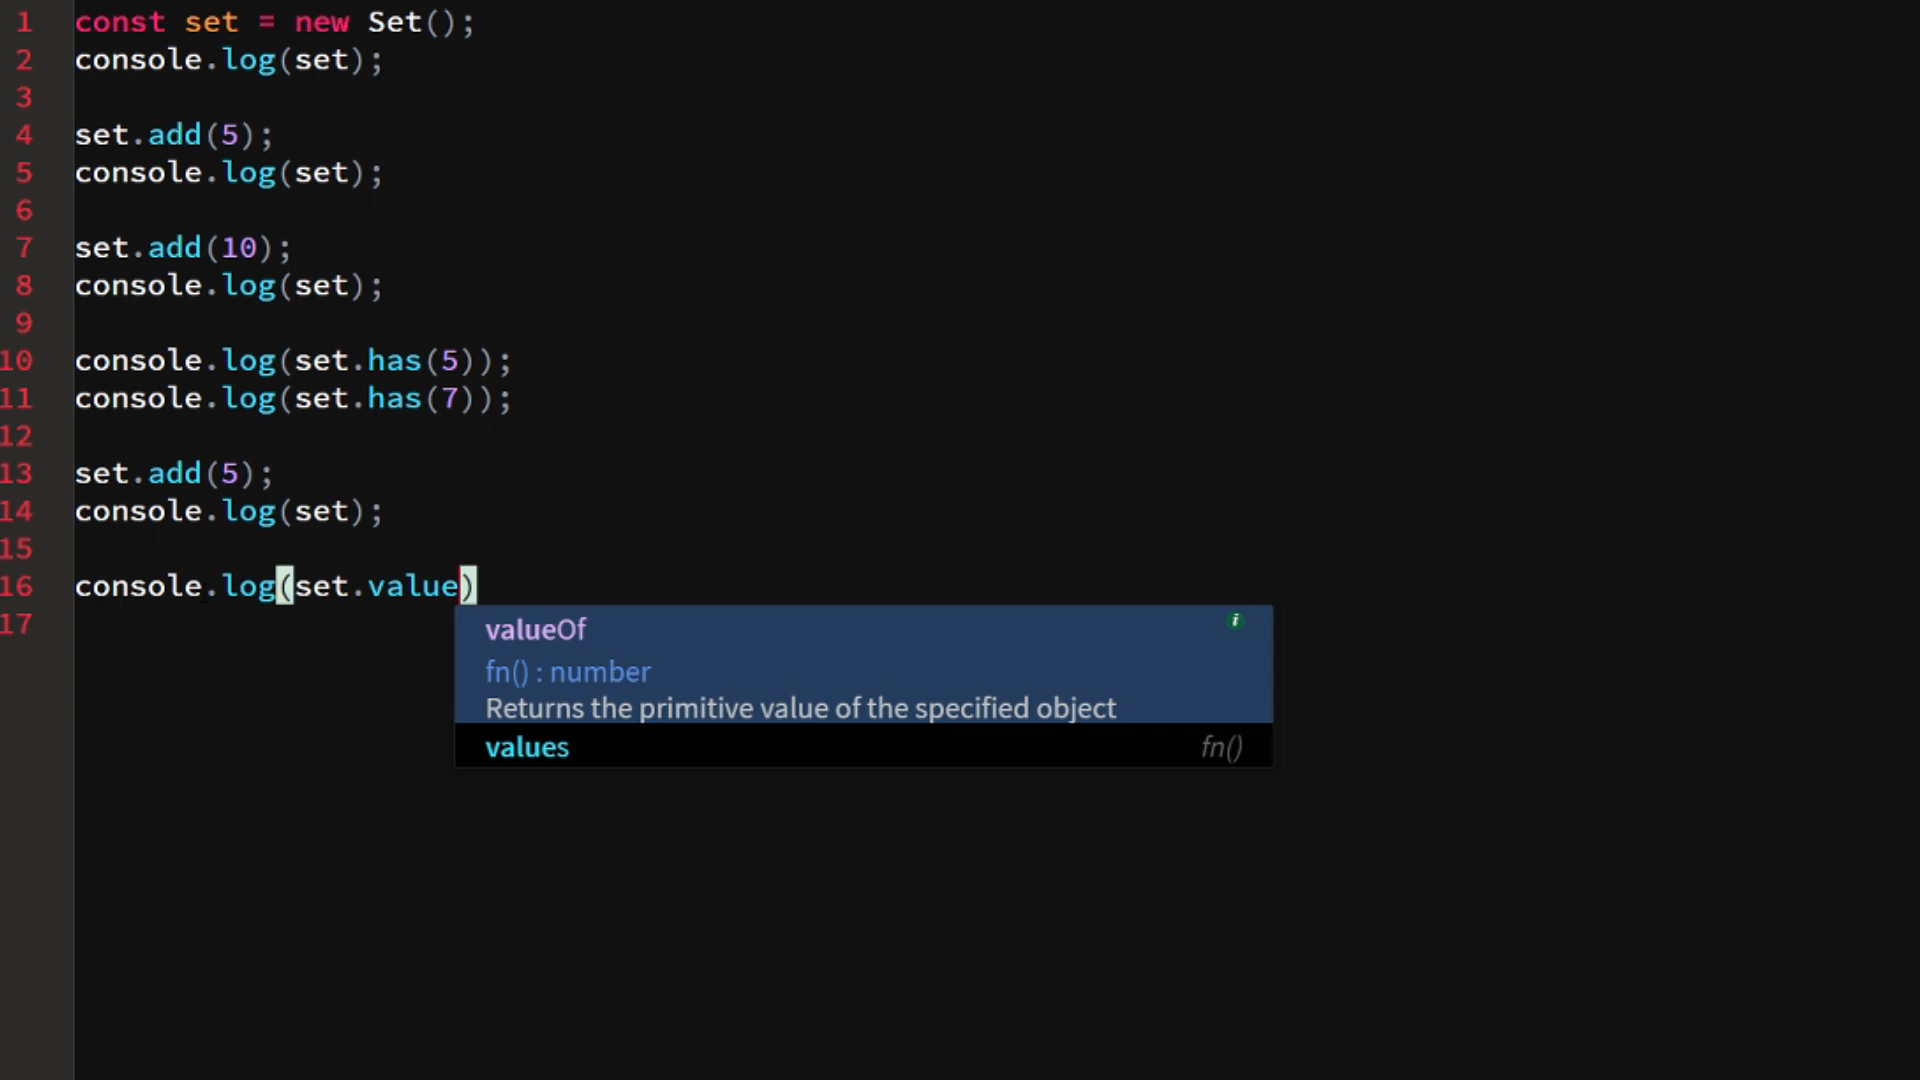 1 const set = new Set();
2 console.log(set);
3
4 set.add(5);
5 console.log(set);
6
7 set.add(10);
8 console.log(set);
9
10 console.log(set.has(5));
11 console.log(set.has(7));
12
13 set.add(5);
14 console.log(set);
15
16 console.log(set.value)
17
valueOf i
fn() : number
Returns the primitive value of the specified object
values fn()